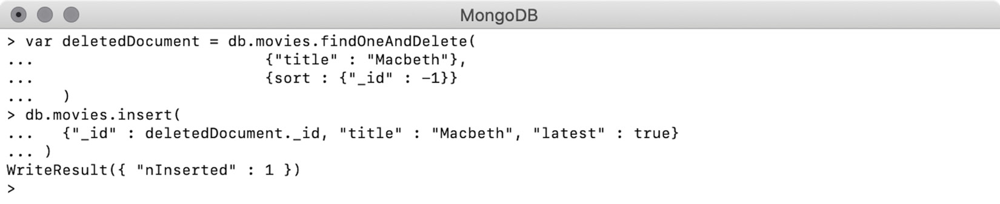 MongoDB
> var deletedDocument = db.movies.findOneAndDelete(
...                         {"title" : "Macbeth"},
...                         {sort : {"_id" : -1}}
...   )
> db.movies.insert(
...   {"_id" : deletedDocument._id, "title" : "Macbeth", "latest" : true}
... )
WriteResult({ "nInserted" : 1 })
>